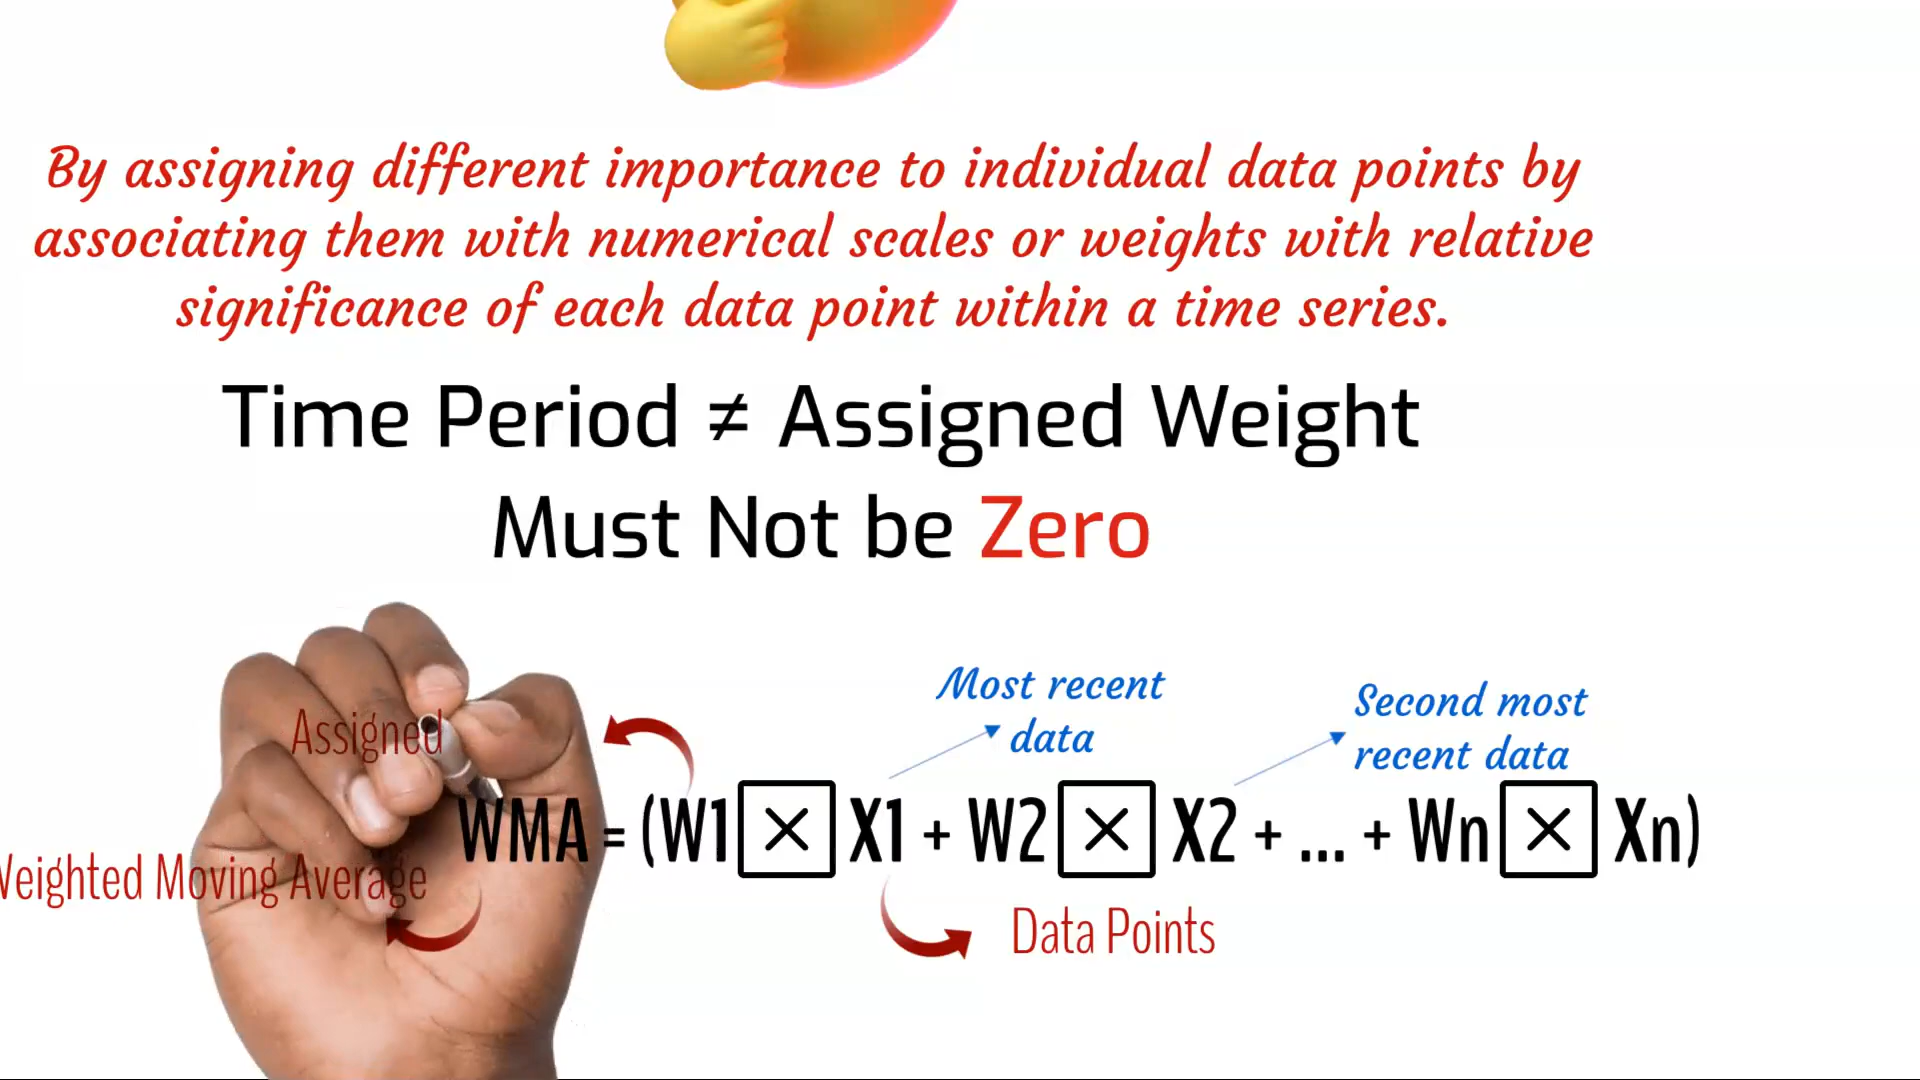 By assigning different importance to individual data points by
associating them with numerical scales or weights with relative
significance of each data point within a time series.
Time Period ≠ Assigned Weight
Must Not be Zero
Most recent
data
Second most
recent data
Assigned
WMA = (W1 × X1 + W2 × X2 + ... + Wn × Xn)
Weighted Moving Average
Data Points